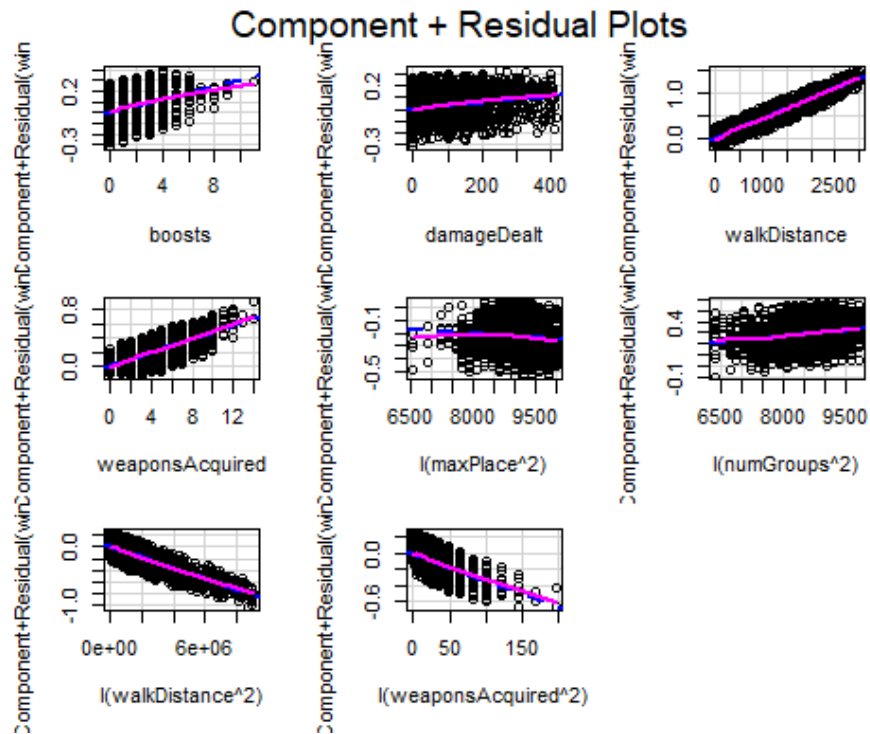 Component + Residual Plots
Component+Residual(win
0.2
-0.3
0 4 8
boosts
Component+Residual(win
0.2
-0.3
0 200 400
damageDealt
Component+Residual(win
1.0
0.0
0 1000 2500
walkDistance
Component+Residual(win
0.8
0.0
0 4 8 12
weaponsAcquired
Component+Residual(win
-0.1
-0.5
6500 8000 9500
I(maxPlace^2)
Component+Residual(win
0.4
-0.1
6500 8000 9500
I(numGroups^2)
Component+Residual(win
0.0
-1.0
0e+00 6e+06
I(walkDistance^2)
Component+Residual(win
0.0
-0.6
0 50 150
I(weaponsAcquired^2)